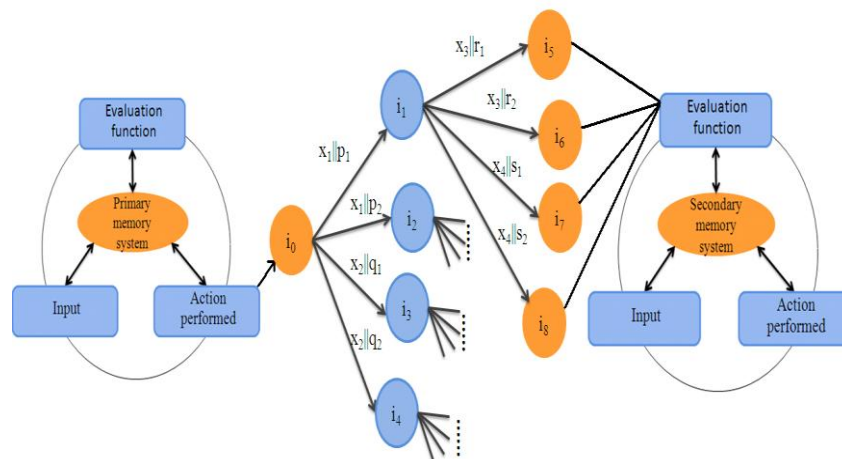 Evaluation
function
Primary
memory
system
Input
Action
performed
i₀
x₁||p₁
x₁||p₂
x₂||q₁
x₂||q₂
i₁
i₂
i₃
i₄
x₃||r₁
x₃||r₂
x₄||s₁
x₄||s₂
i₅
i₆
i₇
i₈
Evaluation
function
Secondary
memory
system
Input
Action
performed